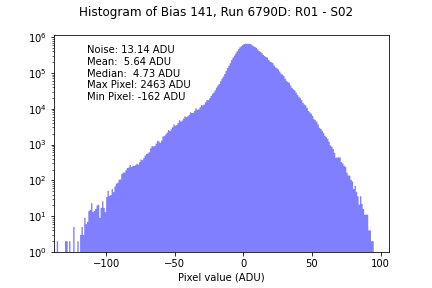 Histogram of Bias 141, Run 6790D: R01 - S02
Noise: 13.14 ADU
Mean:  5.64 ADU
Median:  4.73 ADU
Max Pixel: 2463 ADU
Min Pixel: -162 ADU
10⁶
10⁵
10⁴
10³
10²
10¹
10⁰
−100 −50 0 50 100
Pixel value (ADU)